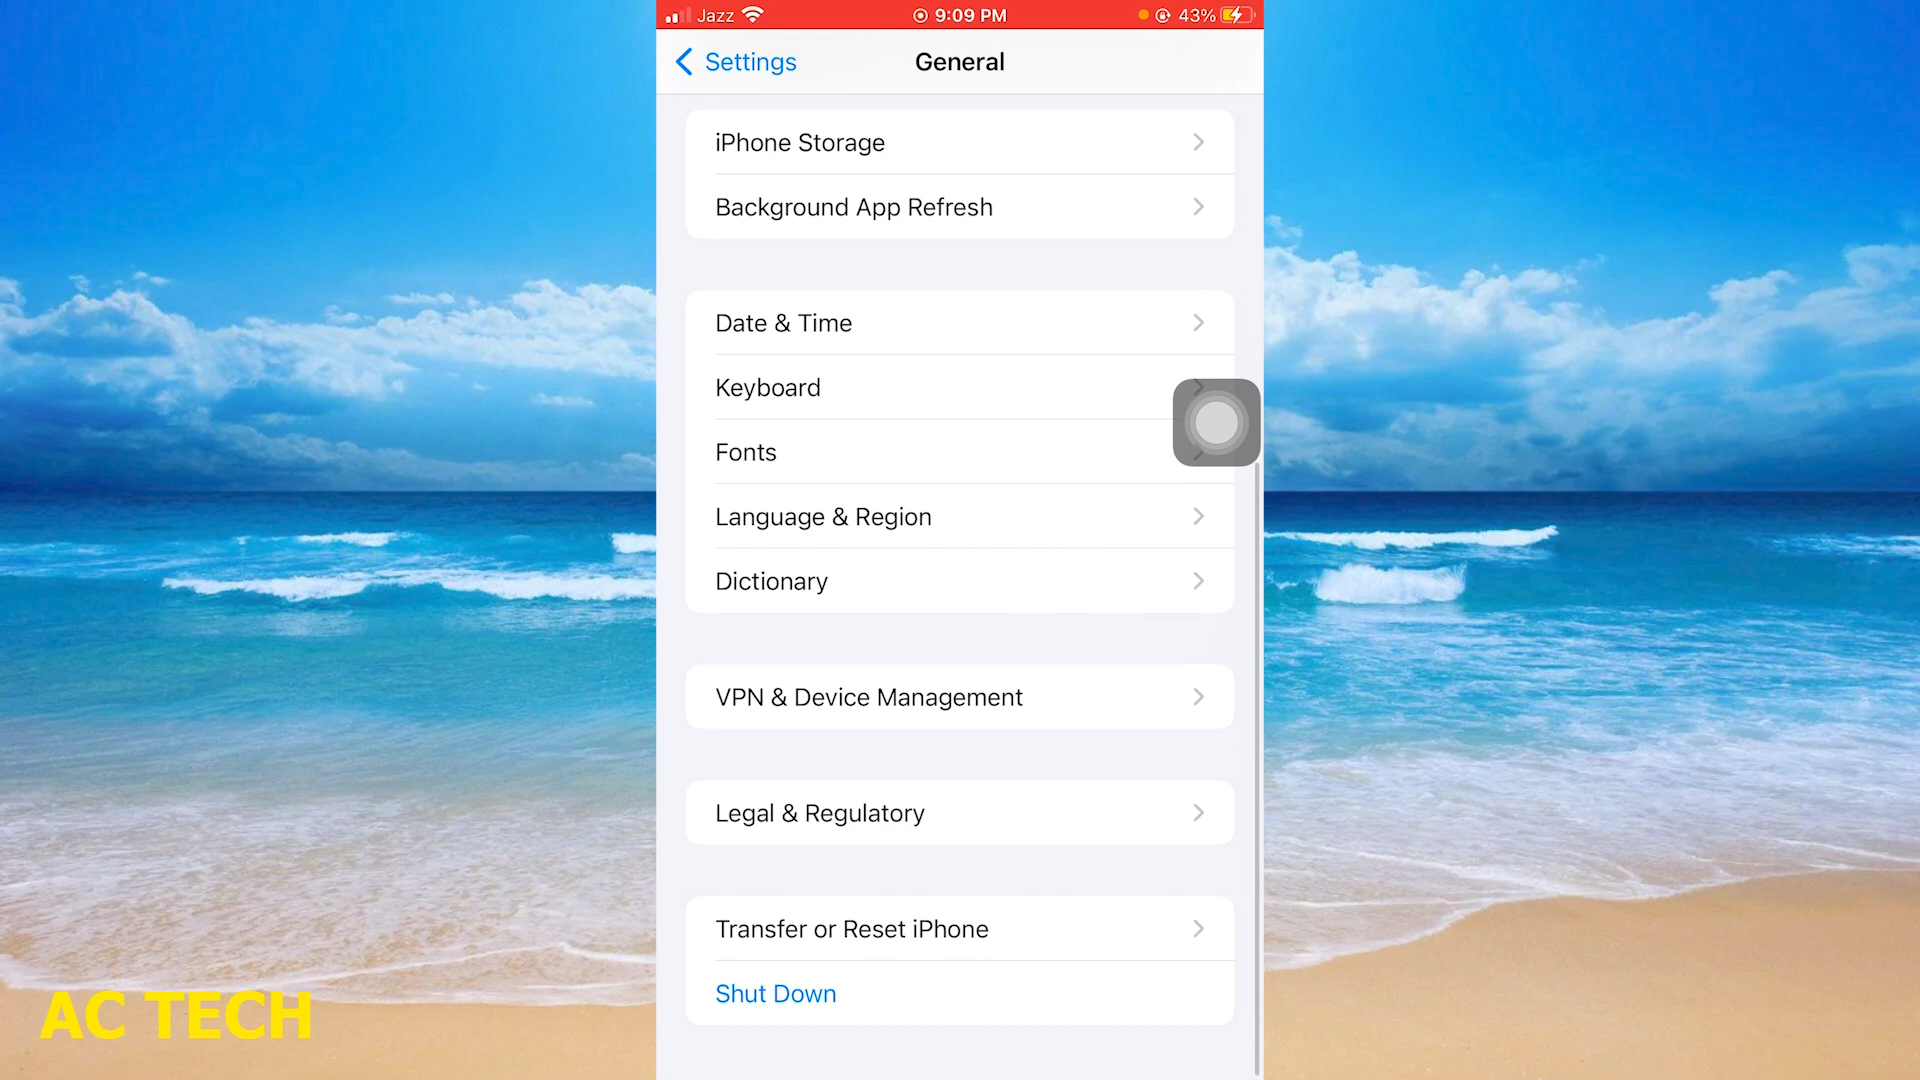 Jazz 9:09 PM 43%
Settings General
iPhone Storage
Background App Refresh
Date & Time
Keyboard
Fonts
Language & Region
Dictionary
VPN & Device Management
Legal & Regulatory
Transfer or Reset iPhone
Shut Down
AC TECH